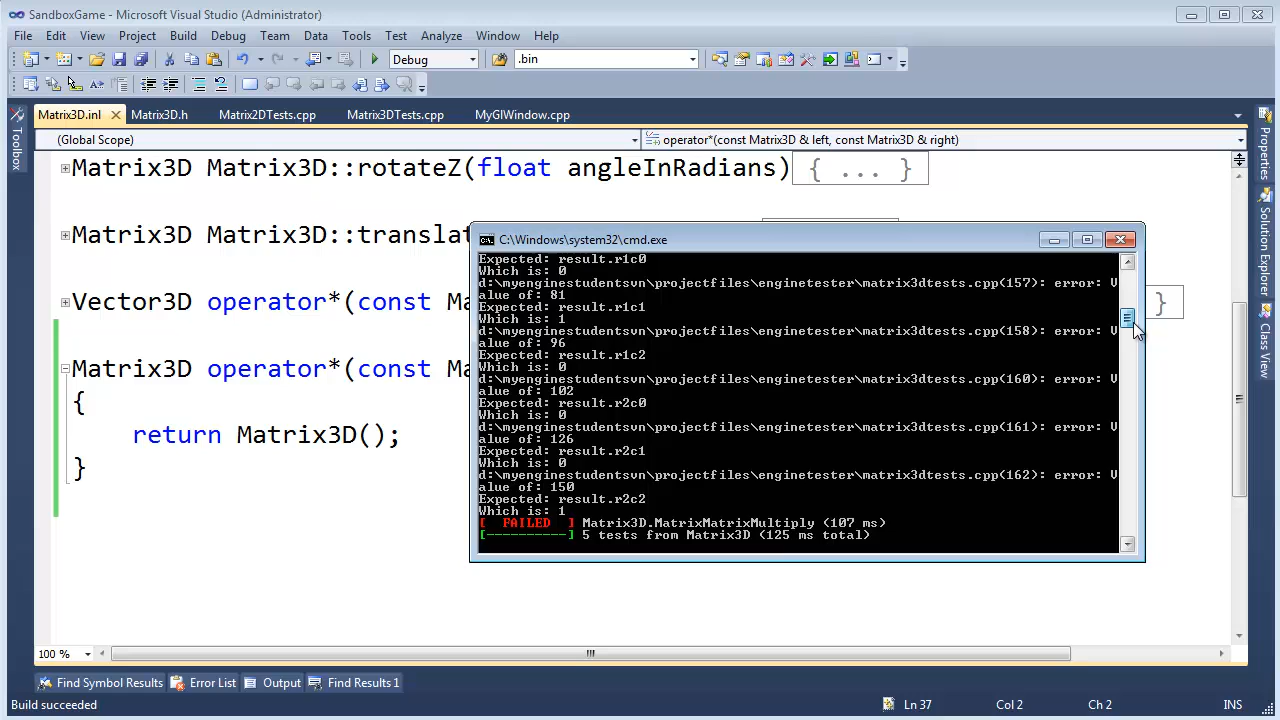 SandboxGame - Microsoft Visual Studio (Administrator)
File Edit View Project Build Debug Team Data Tools Test Analyze Window Help
Debug .bin
Matrix3D.inl Matrix3D.h Matrix2DTests.cpp Matrix3DTests.cpp MyGlWindow.cpp
(Global Scope) operator*(const Matrix3D & left, const Matrix3D & right)
Toolbox
Properties
Solution Explorer
Class View
Matrix3D Matrix3D::rotateZ(float angleInRadians) { ... }
Matrix3D Matrix3D::translat
Vector3D operator*(const Ma }
Matrix3D operator*(const Ma
{
return Matrix3D();
}
C:\Windows\system32\cmd.exe
Expected: result.r1c0
Which is: 0
d:\myenginestudentsvn\projectfiles\enginetester\matrix3dtests.cpp(157): error: V
alue of: 81
Expected: result.r1c1
Which is: 1
d:\myenginestudentsvn\projectfiles\enginetester\matrix3dtests.cpp(158): error: V
alue of: 96
Expected: result.r1c2
Which is: 0
d:\myenginestudentsvn\projectfiles\enginetester\matrix3dtests.cpp(160): error: V
alue of: 102
Expected: result.r2c0
Which is: 0
d:\myenginestudentsvn\projectfiles\enginetester\matrix3dtests.cpp(161): error: V
alue of: 126
Expected: result.r2c1
Which is: 0
d:\myenginestudentsvn\projectfiles\enginetester\matrix3dtests.cpp(162): error: V
alue of: 150
Expected: result.r2c2
Which is: 1
[  FAILED  ] Matrix3D.MatrixMatrixMultiply (107 ms)
[----------] 5 tests from Matrix3D (125 ms total)
100 %
Find Symbol Results Error List Output Find Results 1
Build succeeded Ln 37 Col 2 Ch 2 INS